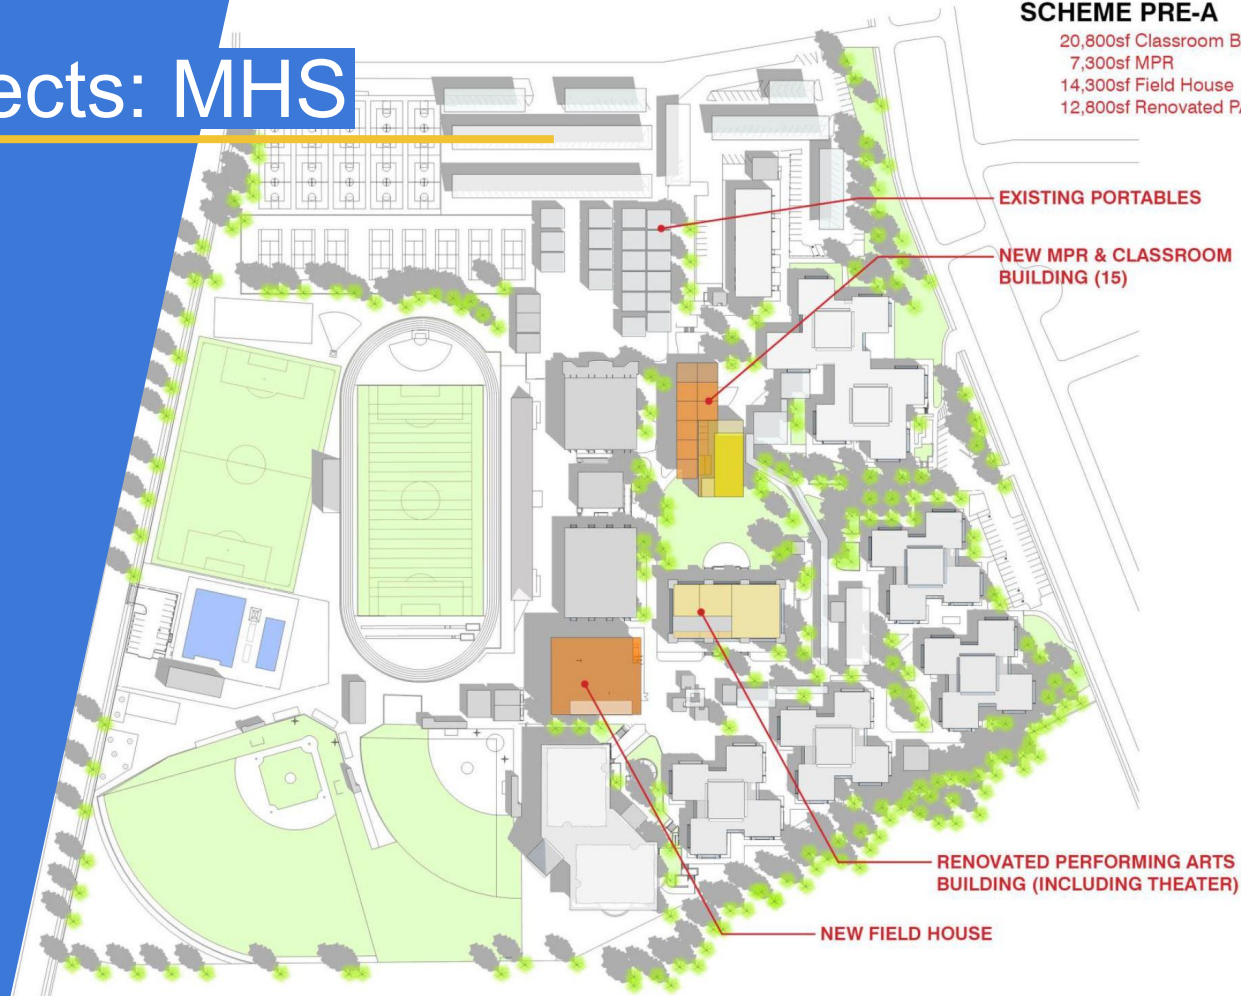 ects: MHS
SCHEME PRE-A
20,800sf Classroom B
7,300sf MPR
14,300sf Field House
12,800sf Renovated P
EXISTING PORTABLES
NEW MPR & CLASSROOM
BUILDING (15)
RENOVATED PERFORMING ARTS
BUILDING (INCLUDING THEATER)
NEW FIELD HOUSE